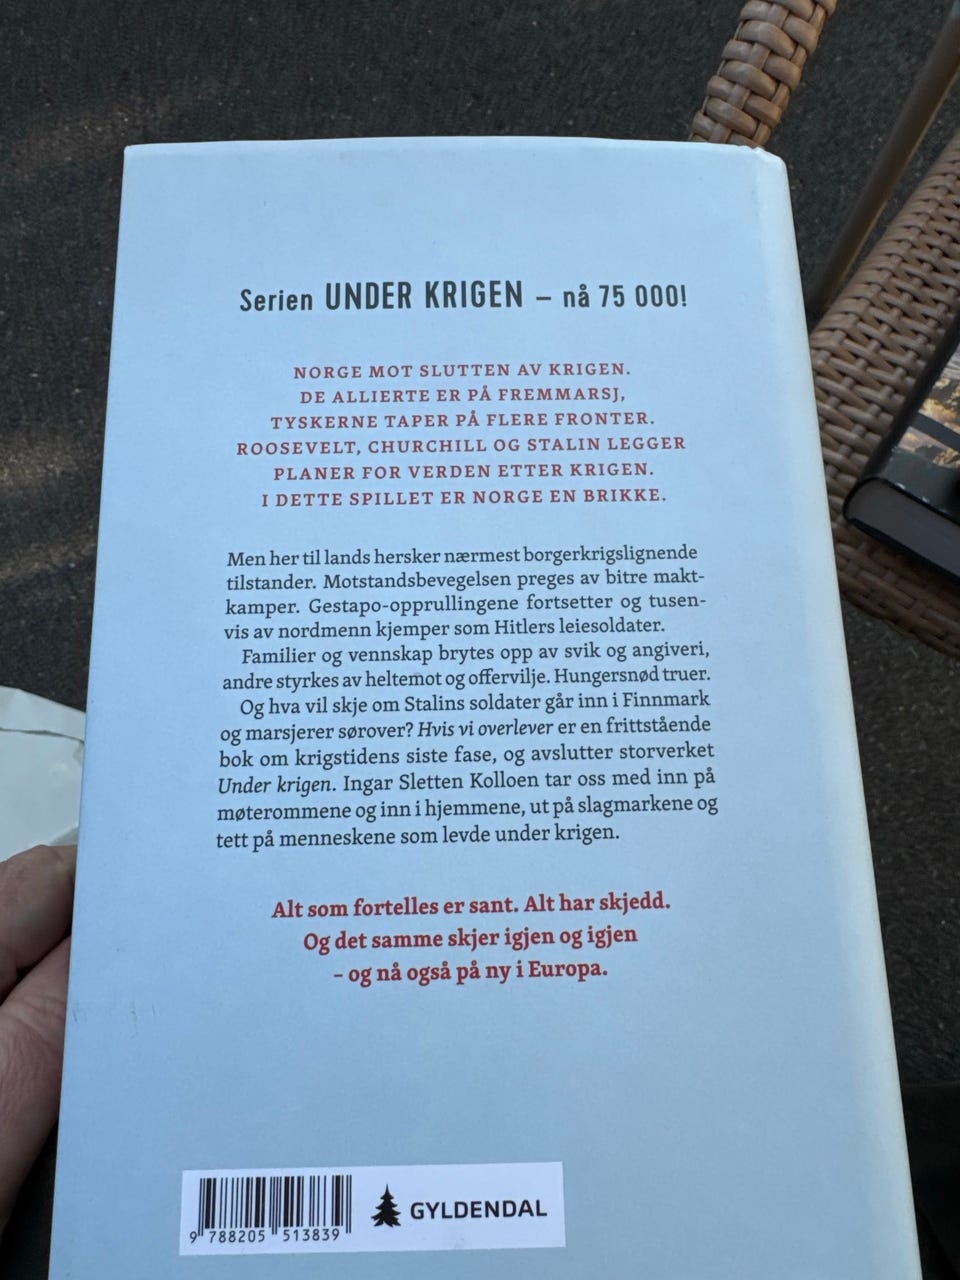 Serien UNDER KRIGEN – nå 75 000!
NORGE MOT SLUTTEN AV KRIGEN.
DE ALLIERTE ER PÅ FREMMARSJ,
TYSKERNE TAPER PÅ FLERE FRONTER.
ROOSEVELT, CHURCHILL OG STALIN LEGGER
PLANER FOR VERDEN ETTER KRIGEN.
I DETTE SPILLET ER NORGE EN BRIKKE.
Men her til lands hersker nærmest borgerkrigslignende
tilstander. Motstandsbevegelsen preges av bitre makt-
kamper. Gestapo-opprullingene fortsetter og tusen-
vis av nordmenn kjemper som Hitlers leiesoldater.
Familier og vennskap brytes opp av svik og angiveri,
andre styrkes av heltemot og offervilje. Hungersnød truer.
Og hva vil skje om Stalins soldater går inn i Finnmark
og marsjerer sørover? Hvis vi overlever er en frittstående
bok om krigstidens siste fase, og avslutter storverket
Under krigen. Ingar Sletten Kolloen tar oss med inn på
møterommene og inn i hjemmene, ut på slagmarkene og
tett på menneskene som levde under krigen.
Alt som fortelles er sant. Alt har skjedd.
Og det samme skjer igjen og igjen
– og nå også på ny i Europa.
9 788205 513839
GYLDENDAL